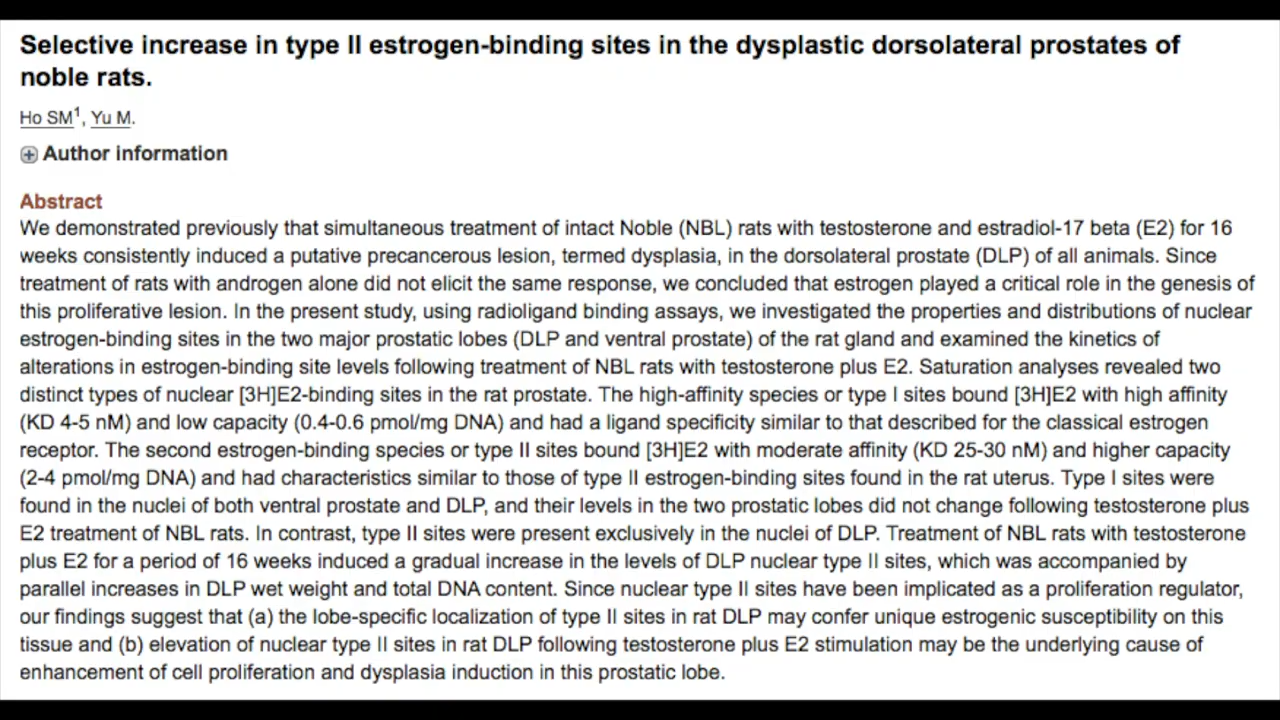 Selective increase in type II estrogen-binding sites in the dysplastic dorsolateral prostates of
noble rats.
Ho SM1, Yu M.
Author information
Abstract
We demonstrated previously that simultaneous treatment of intact Noble (NBL) rats with testosterone and estradiol-17 beta (E2) for 16
weeks consistently induced a putative precancerous lesion, termed dysplasia, in the dorsolateral prostate (DLP) of all animals. Since
treatment of rats with androgen alone did not elicit the same response, we concluded that estrogen played a critical role in the genesis of
this proliferative lesion. In the present study, using radioligand binding assays, we investigated the properties and distributions of nuclear
estrogen-binding sites in the two major prostatic lobes (DLP and ventral prostate) of the rat gland and examined the kinetics of
alterations in estrogen-binding site levels following treatment of NBL rats with testosterone plus E2. Saturation analyses revealed two
distinct types of nuclear [3H]E2-binding sites in the rat prostate. The high-affinity species or type I sites bound [3H]E2 with high affinity
(KD 4-5 nM) and low capacity (0.4-0.6 pmol/mg DNA) and had a ligand specificity similar to that described for the classical estrogen
receptor. The second estrogen-binding species or type II sites bound [3H]E2 with moderate affinity (KD 25-30 nM) and higher capacity
(2-4 pmol/mg DNA) and had characteristics similar to those of type II estrogen-binding sites found in the rat uterus. Type I sites were
found in the nuclei of both ventral prostate and DLP, and their levels in the two prostatic lobes did not change following testosterone plus
E2 treatment of NBL rats. In contrast, type II sites were present exclusively in the nuclei of DLP. Treatment of NBL rats with testosterone
plus E2 for a period of 16 weeks induced a gradual increase in the levels of DLP nuclear type II sites, which was accompanied by
parallel increases in DLP wet weight and total DNA content. Since nuclear type II sites have been implicated as a proliferation regulator,
our findings suggest that (a) the lobe-specific localization of type II sites in rat DLP may confer unique estrogenic susceptibility on this
tissue and (b) elevation of nuclear type II sites in rat DLP following testosterone plus E2 stimulation may be the underlying cause of
enhancement of cell proliferation and dysplasia induction in this prostatic lobe.